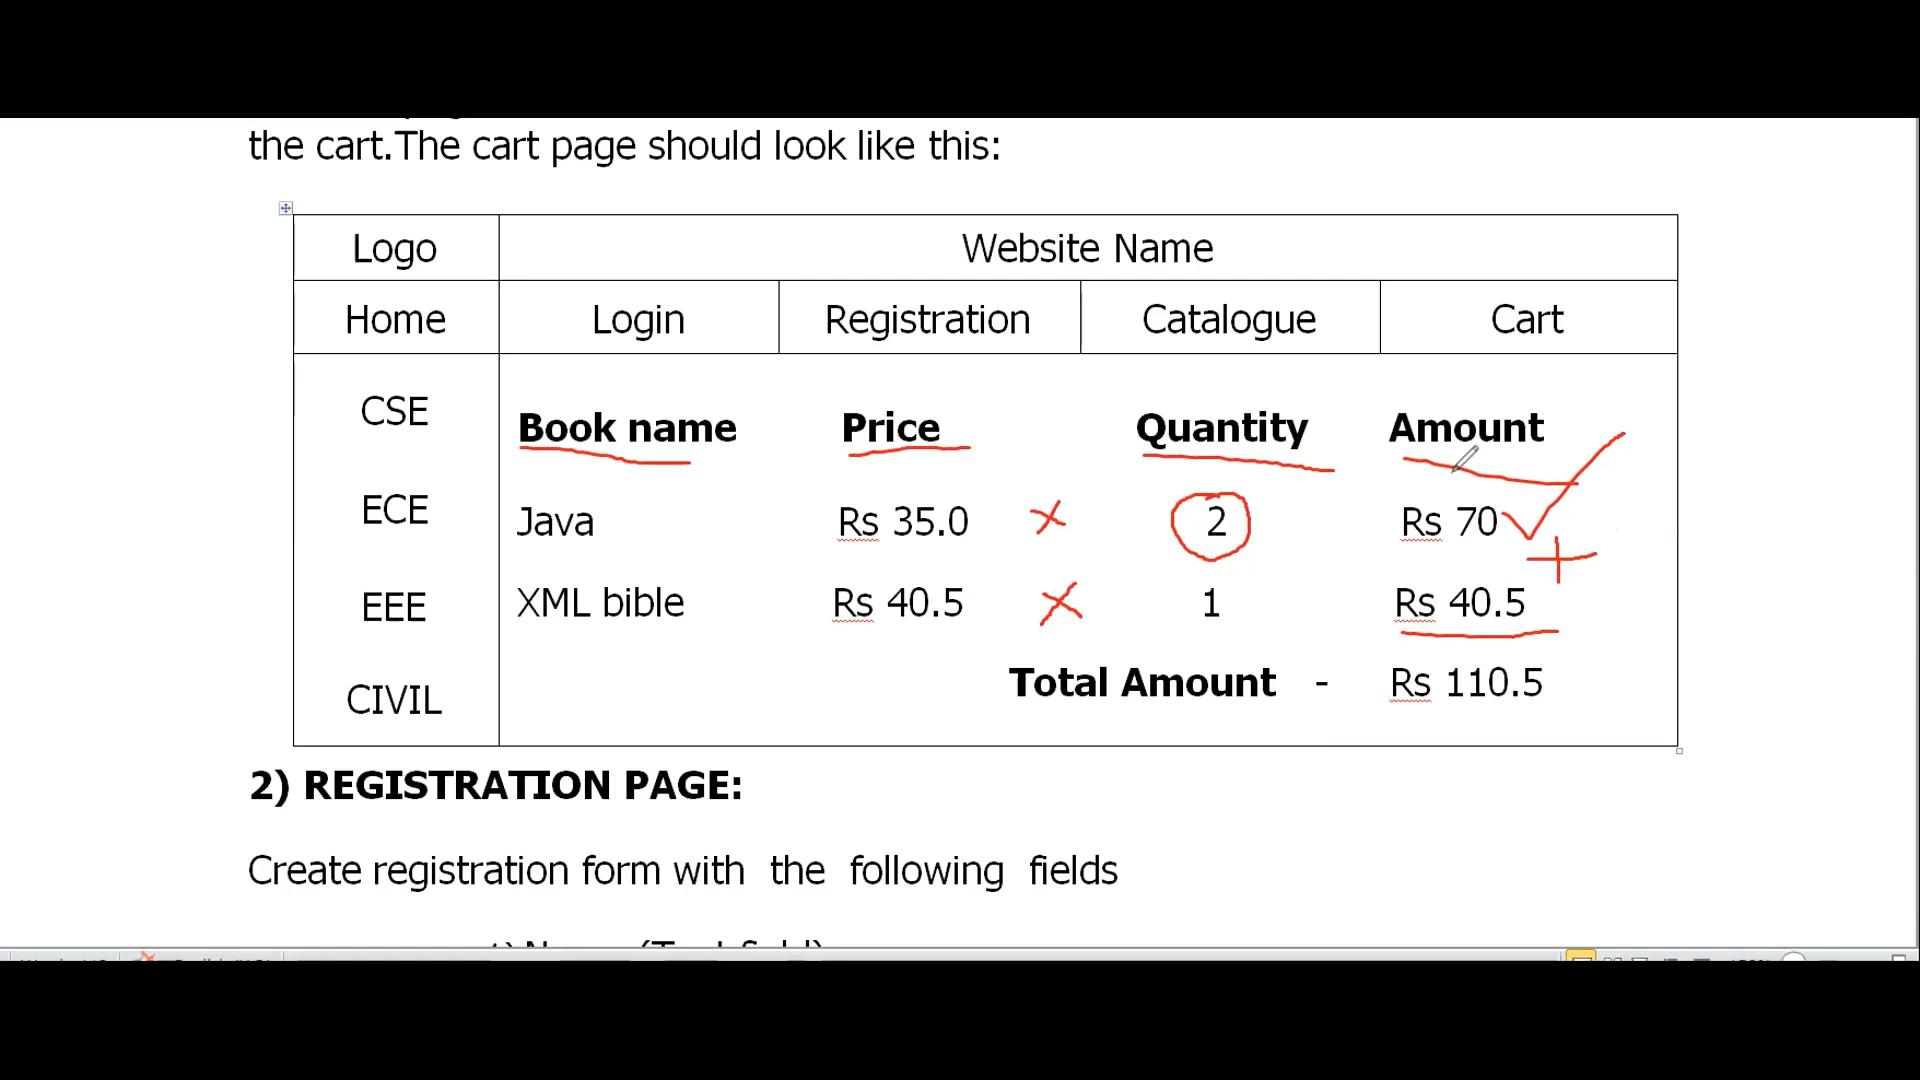 the cart.The cart page should look like this:
Logo Website Name
Home Login Registration Catalogue Cart
CSE
Book name Price Quantity Amount
ECE
Java Rs 35.0 × 2 Rs 70
+
EEE
XML bible Rs 40.5 × 1 Rs 40.5
Total Amount - Rs 110.5
CIVIL
2) REGISTRATION PAGE:
Create registration form with the following fields